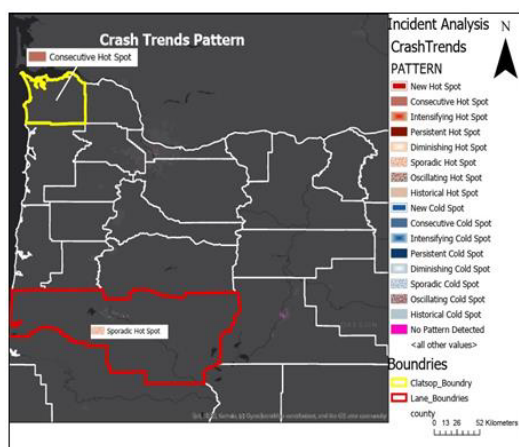 Crash Trends Pattern
Consecutive Hot Spot
Sporadic Hot Spot
Incident Analysis
N
CrashTrends
PATTERN
New Hot Spot
Consecutive Hot Spot
Intensifying Hot Spot
Persistent Hot Spot
Diminishing Hot Spot
Sporadic Hot Spot
Oscillating Hot Spot
Historical Hot Spot
New Cold Spot
Consecutive Cold Spot
Intensifying Cold Spot
Persistent Cold Spot
Diminishing Cold Spot
Sporadic Cold Spot
Oscillating Cold Spot
Historical Cold Spot
No Pattern Detected
<all other values>
Boundries
Clatsop_Boundry
Lane_Boundries
county
0 13 26 52 Kilometers